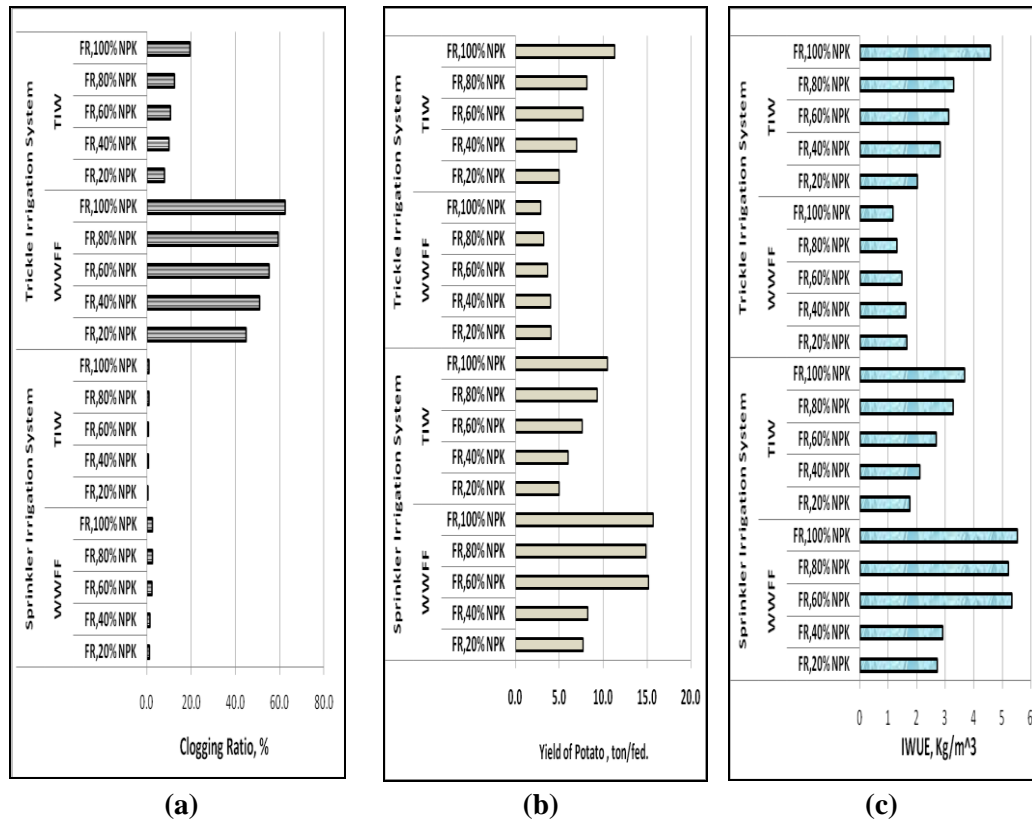 Trickle Irrigation System
TIW
FR,100% NPK
FR,80% NPK
FR,60% NPK
FR,40% NPK
FR,20% NPK
WWFF
FR,100% NPK
FR,80% NPK
FR,60% NPK
FR,40% NPK
FR,20% NPK
Sprinkler Irrigation System
TIW
FR,100% NPK
FR,80% NPK
FR,60% NPK
FR,40% NPK
FR,20% NPK
WWFF
FR,100% NPK
FR,80% NPK
FR,60% NPK
FR,40% NPK
FR,20% NPK
0.0 20.0 40.0 60.0 80.0
Clogging Ratio, %
(a)
Trickle Irrigation System
TIW
FR,100% NPK
FR,80% NPK
FR,60% NPK
FR,40% NPK
FR,20% NPK
WWFF
FR,100% NPK
FR,80% NPK
FR,60% NPK
FR,40% NPK
FR,20% NPK
Sprinkler Irrigation System
TIW
FR,100% NPK
FR,80% NPK
FR,60% NPK
FR,40% NPK
FR,20% NPK
WWFF
FR,100% NPK
FR,80% NPK
FR,60% NPK
FR,40% NPK
FR,20% NPK
0.0 5.0 10.0 15.0 20.0
Yield of Potato , ton/fed.
(b)
Trickle Irrigation System
TIW
FR,100% NPK
FR,80% NPK
FR,60% NPK
FR,40% NPK
FR,20% NPK
WWFF
FR,100% NPK
FR,80% NPK
FR,60% NPK
FR,40% NPK
FR,20% NPK
Sprinkler Irrigation System
TIW
FR,100% NPK
FR,80% NPK
FR,60% NPK
FR,40% NPK
FR,20% NPK
WWFF
FR,100% NPK
FR,80% NPK
FR,60% NPK
FR,40% NPK
FR,20% NPK
0 1 2 3 4 5 6
IWUE, Kg/m^3
(c)